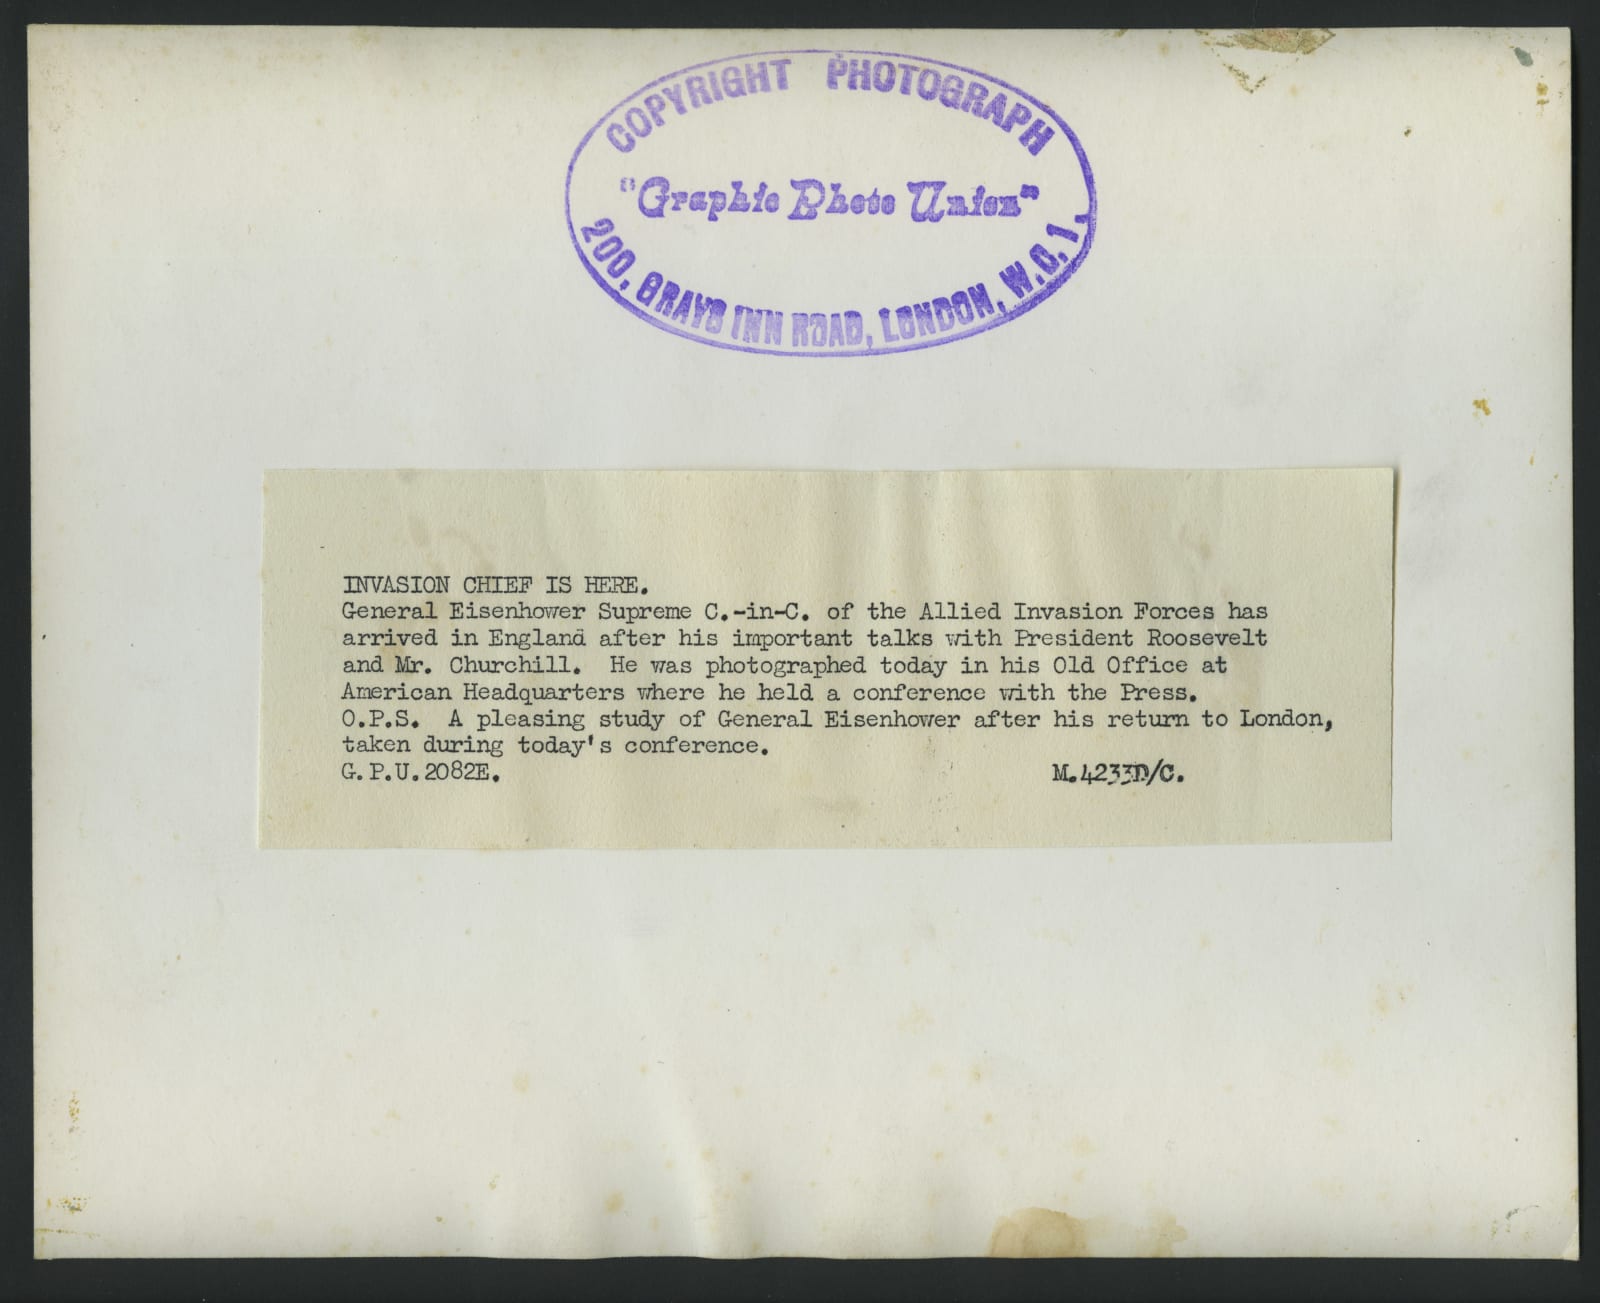 COPYRIGHT PHOTOGRAPH
"Graphic Photo Union"
200, GRAYS INN ROAD, LONDON, W.C.1.
INVASION CHIEF IS HERE.
General Eisenhower Supreme C.-in-C. of the Allied Invasion Forces has
arrived in England after his important talks with President Roosevelt
and Mr. Churchill. He was photographed today in his Old Office at
American Headquarters where he held a conference with the Press.
O.P.S. A pleasing study of General Eisenhower after his return to London,
taken during today's conference.
G.P.U.2082E. M.4233D/C.